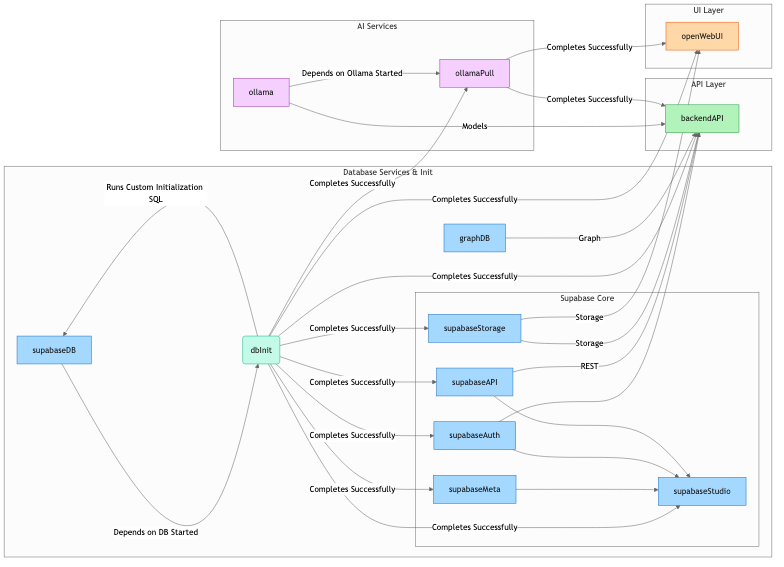 UI Layer
openWebUI
AI Services
Completes Successfully
Depends on Ollama Started
ollamaPull
ollama
API Layer
Completes Successfully
backendAPI
Models
Database Services & Init
Completes Successfully
Runs Custom Initialization
SQL
Completes Successfully
graphDB
Graph
Completes Successfully
Supabase Core
Storage
Completes Successfully
supabaseStorage
Storage
supabaseDB
dbInit
REST
Completes Successfully
supabaseAPI
Completes Successfully
supabaseAuth
Completes Successfully
supabaseMeta
supabaseStudio
Completes Successfully
Depends on DB Started